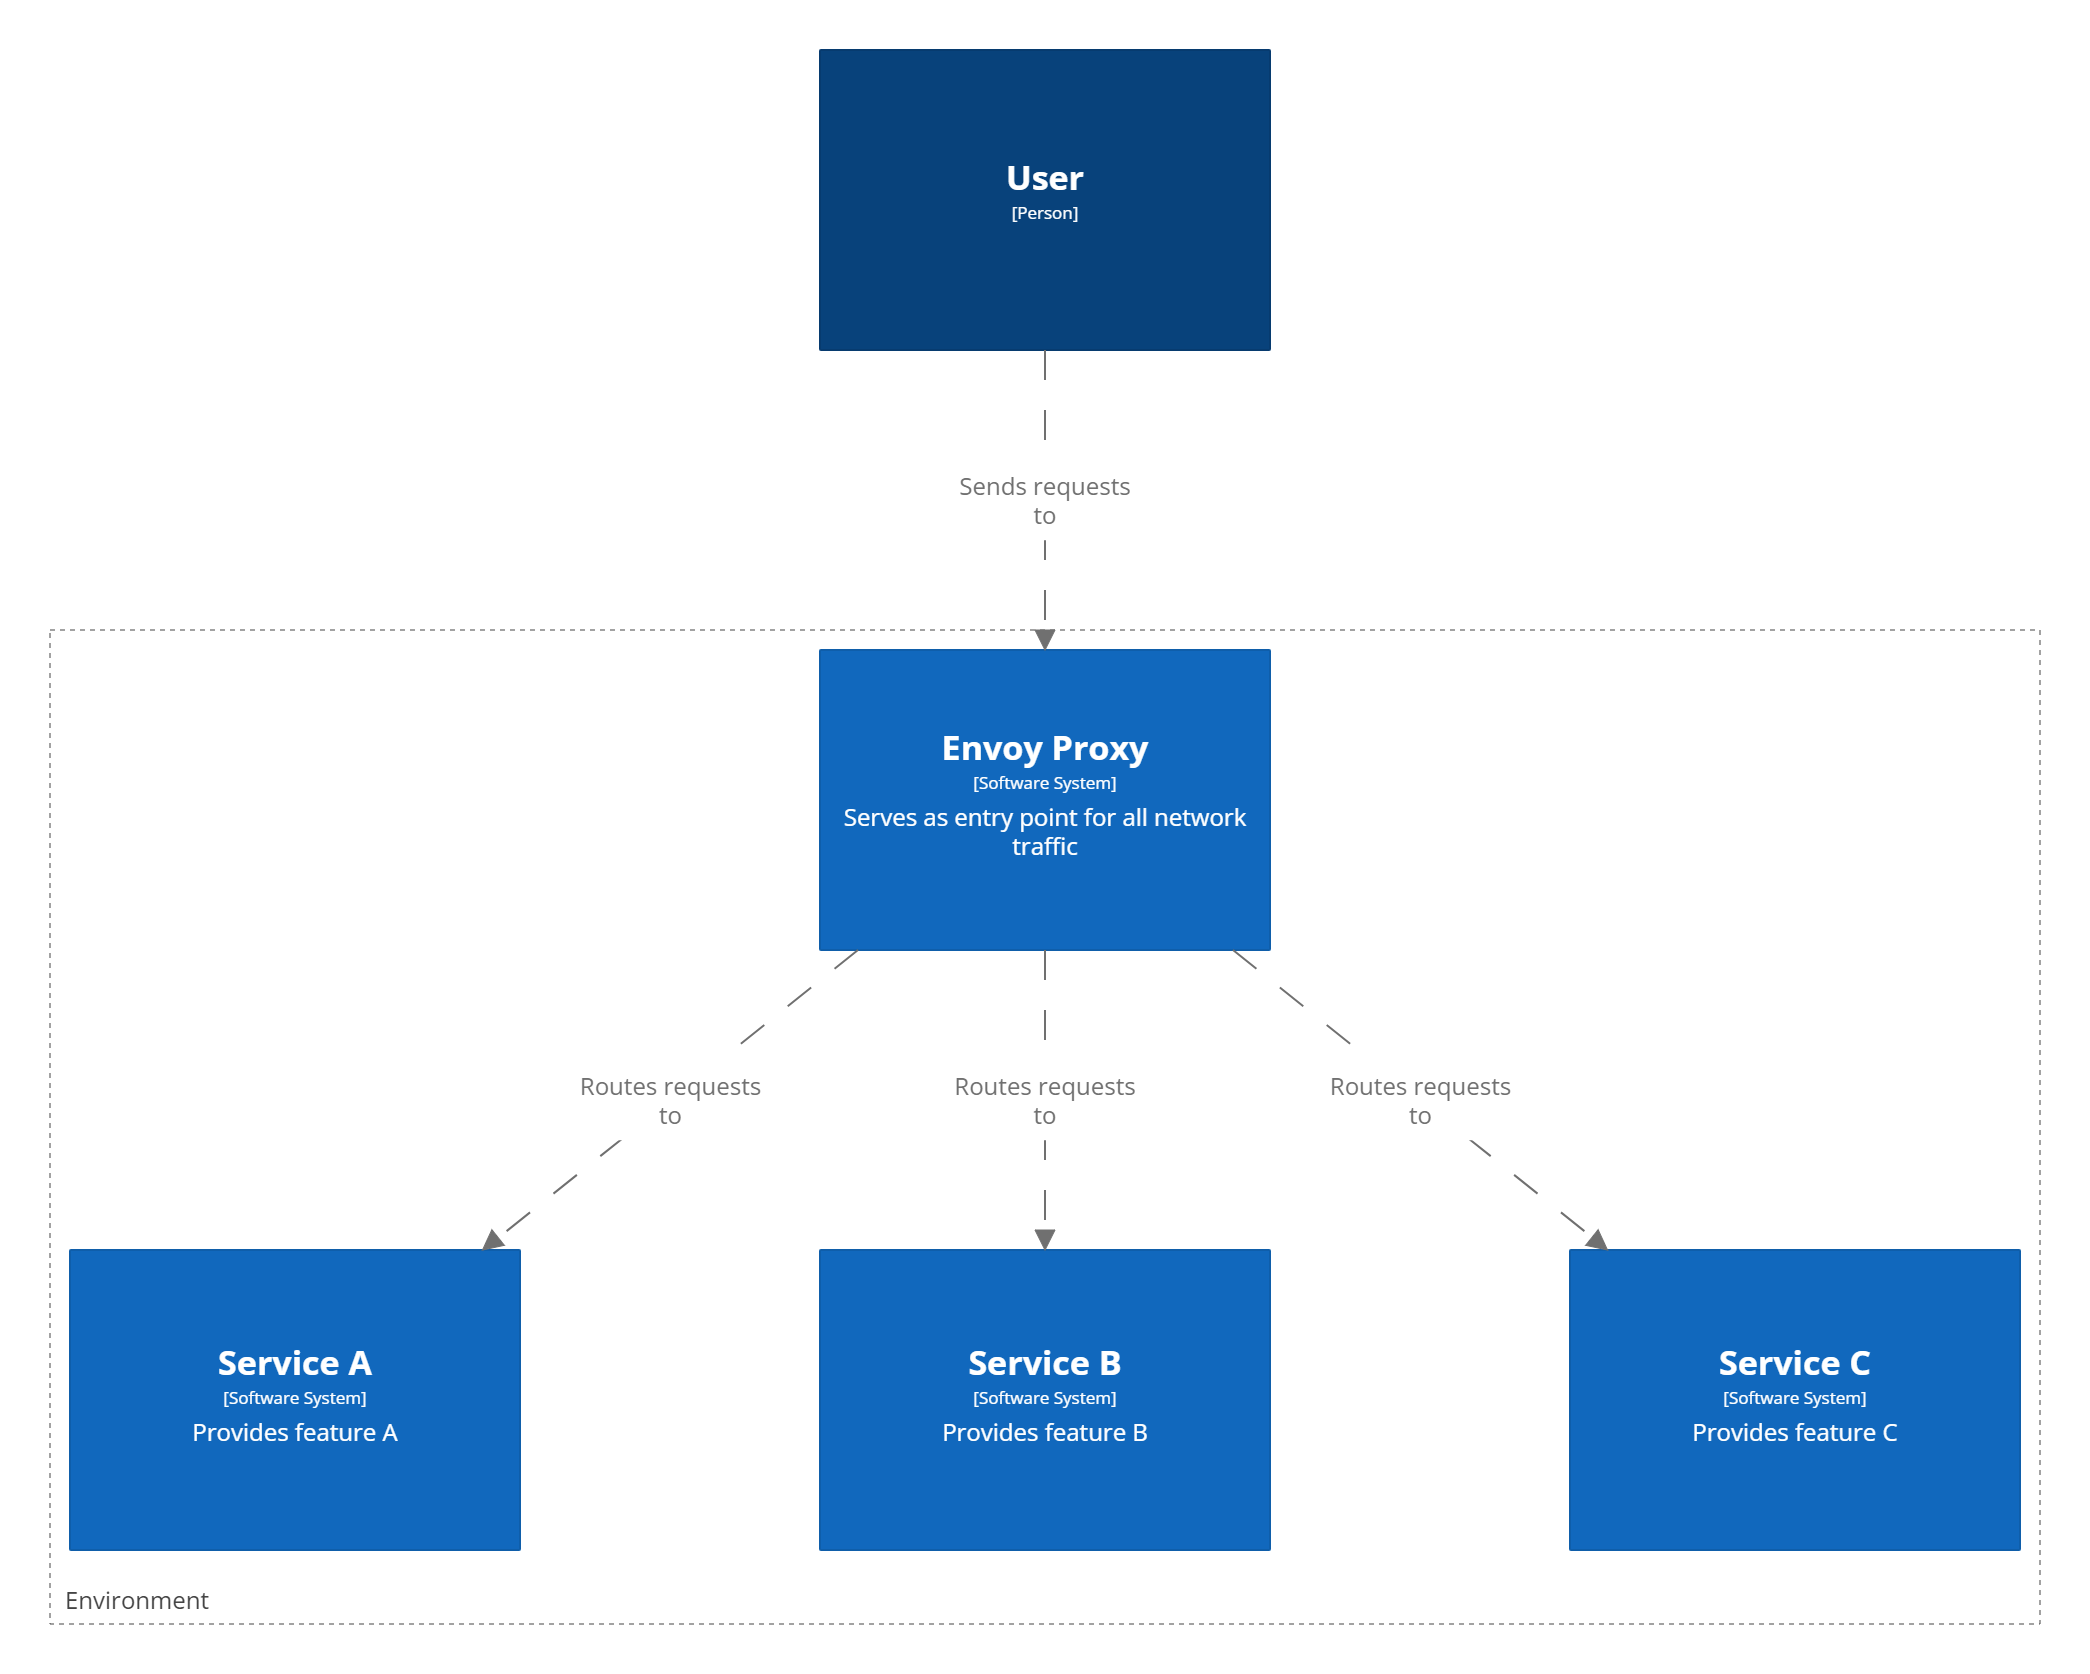 User
[Person]
Sends requests
to
Envoy Proxy
[Software System]
Serves as entry point for all network
traffic
Routes requests
to
Routes requests
to
Routes requests
to
Service A
[Software System]
Provides feature A
Service B
[Software System]
Provides feature B
Service C
[Software System]
Provides feature C
Environment